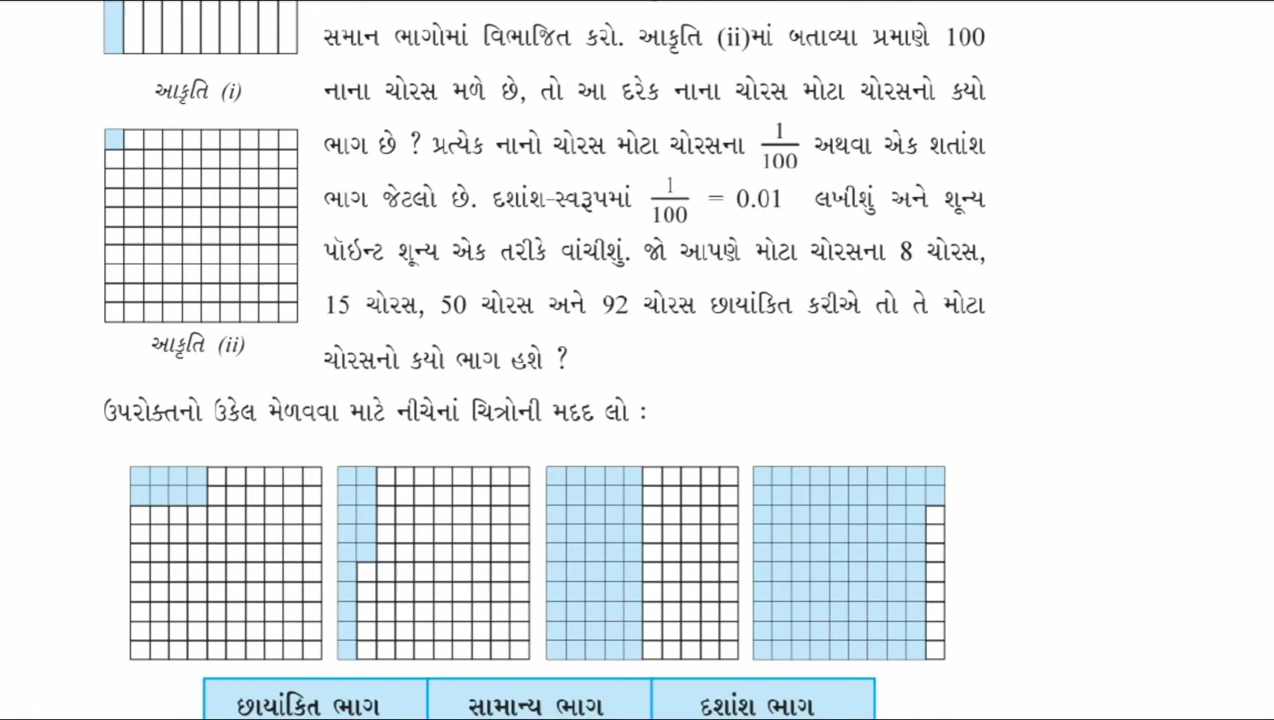 સમાન ભાગોમાં વિભાજિત કરો. આકૃતિ (ii)માં બતાવ્યા પ્રમાણે 100
આકૃતિ (i)
નાના ચોરસ મળે છે, તો આ દરેક નાના ચોરસ મોટા ચોરસનો કયો
ભાગ છે ? પ્રત્યેક નાનો ચોરસ મોટા ચોરસના 1/100 અથવા એક શતાંશ
ભાગ જેટલો છે. દશાંશ-સ્વરૂપમાં 1/100 = 0.01 લખીશું અને શૂન્ય
પૉઇન્ટ શૂન્ય એક તરીકે વાંચીશું. જો આપણે મોટા ચોરસના 8 ચોરસ,
15 ચોરસ, 50 ચોરસ અને 92 ચોરસ છાયાંકિત કરીએ તો તે મોટા
આકૃતિ (ii)
ચોરસનો કયો ભાગ હશે ?
ઉપરોક્તનો ઉકેલ મેળવવા માટે નીચેનાં ચિત્રોની મદદ લો :
છાયાંકિત ભાગ સામાન્ય ભાગ દશાંશ ભાગ